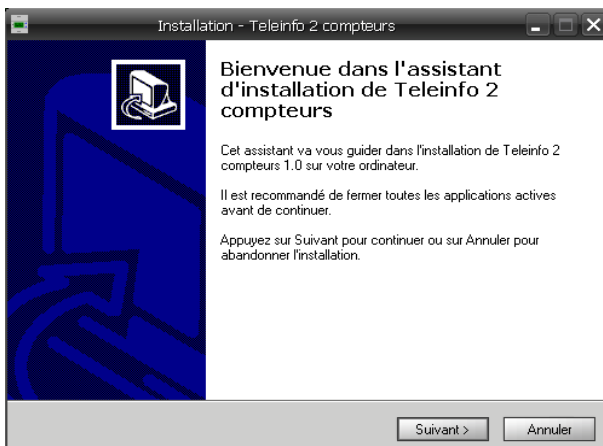 Installation - Teleinfo 2 compteurs
Bienvenue dans l'assistant
d'installation de Teleinfo 2
compteurs
Cet assistant va vous guider dans l'installation de Teleinfo 2
compteurs 1.0 sur votre ordinateur.
Il est recommandé de fermer toutes les applications actives
avant de continuer.
Appuyez sur Suivant pour continuer ou sur Annuler pour
abandonner l'installation.
Suivant >
Annuler